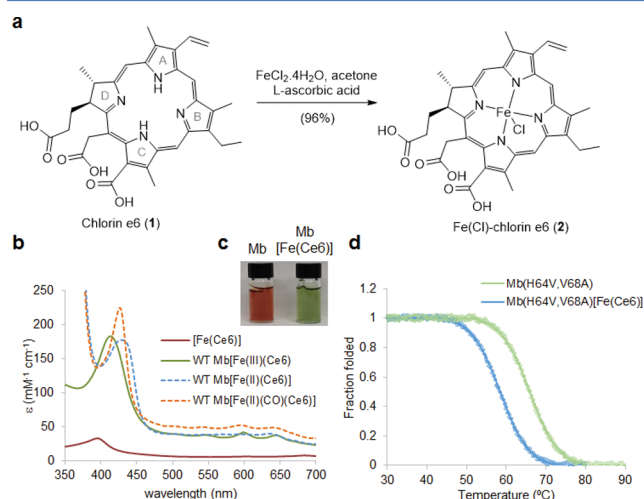 a
A
B
C
D
NH
N
N
HN
HO
O
OH
O
O
OH
Chlorin e6 (1)
FeCl2.4H2O, acetone
L-ascorbic acid
(96%)
N
N
Fe
N
Cl
N
HO
O
OH
O
O
OH
Fe(Cl)-chlorin e6 (2)
b
250
200
150
100
50
0
350 400 450 500 550 600 650 700
ε (mM-1 cm-1)
wavelength (nm)
[Fe(Ce6)]
WT Mb[Fe(III)(Ce6)
WT Mb[Fe(II)(Ce6)]
WT Mb[Fe(II)(CO)(Ce6)]
c
Mb
Mb
[Fe(Ce6)]
d
1.2
1
0.8
0.6
0.4
0.2
0
30 40 50 60 70 80 90
Fraction folded
Temperature (ºC)
Mb(H64V,V68A)
Mb(H64V,V68A)[Fe(Ce6)]